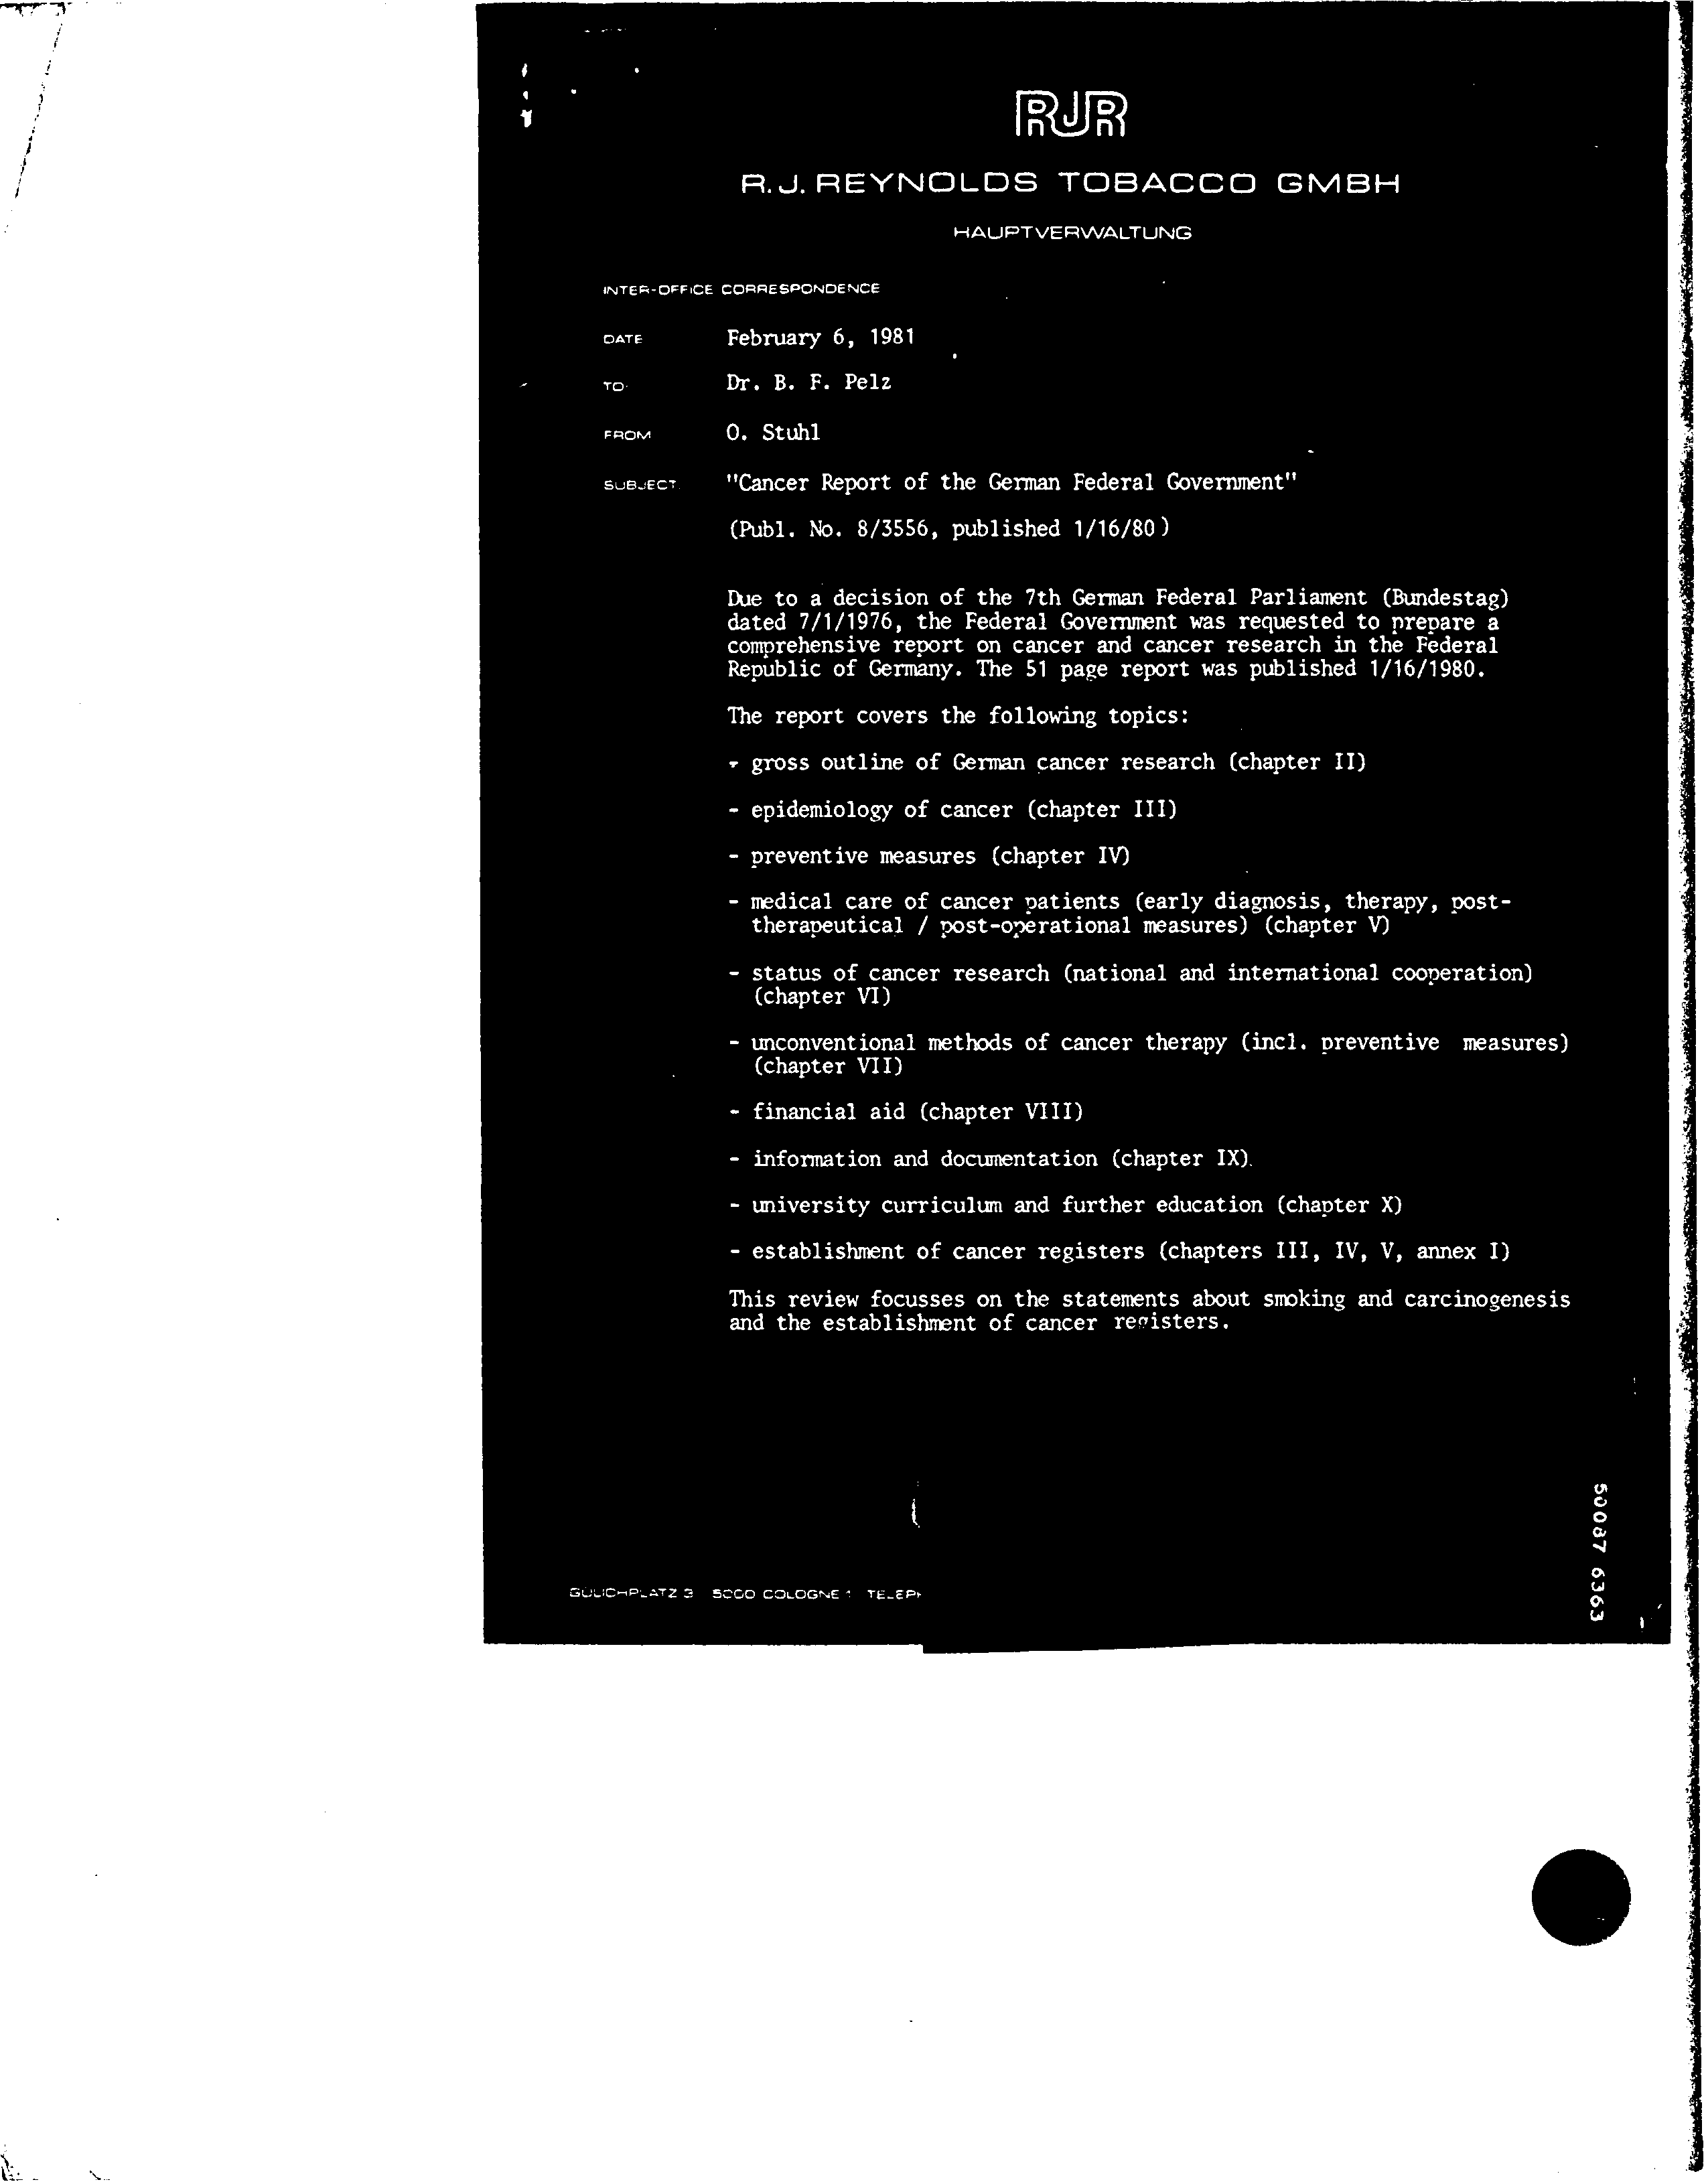 RJR
R.J. REYNOLDS TOBACCO GMBH
HAUPTVERWALTUNG
INTER-OFFICE CORRESPONDENCE
DATE February 6, 1981
TO: Dr. B. F. Pelz
FROM O. Stuhl
SUBJECT: "Cancer Report of the German Federal Government"
(Publ. No. 8/3556, published 1/16/80)
Due to a decision of the 7th German Federal Parliament (Bundestag)
dated 7/1/1976, the Federal Government was requested to prepare a
comprehensive report on cancer and cancer research in the Federal
Republic of Germany. The 51 page report was published 1/16/1980.
The report covers the following topics:
- gross outline of German cancer research (chapter II)
- epidemiology of cancer (chapter III)
- preventive measures (chapter IV)
- medical care of cancer patients (early diagnosis, therapy, post-
therapeutical / post-operational measures) (chapter V)
- status of cancer research (national and international cooperation)
(chapter VI)
- unconventional methods of cancer therapy (incl. preventive measures)
(chapter VII)
- financial aid (chapter VIII)
- information and documentation (chapter IX).
- university curriculum and further education (chapter X)
- establishment of cancer registers (chapters III, IV, V, annex I)
This review focusses on the statements about smoking and carcinogenesis
and the establishment of cancer registers.
50087 6363
GÜLICHPLATZ 3 5000 COLOGNE 1 TELEPH